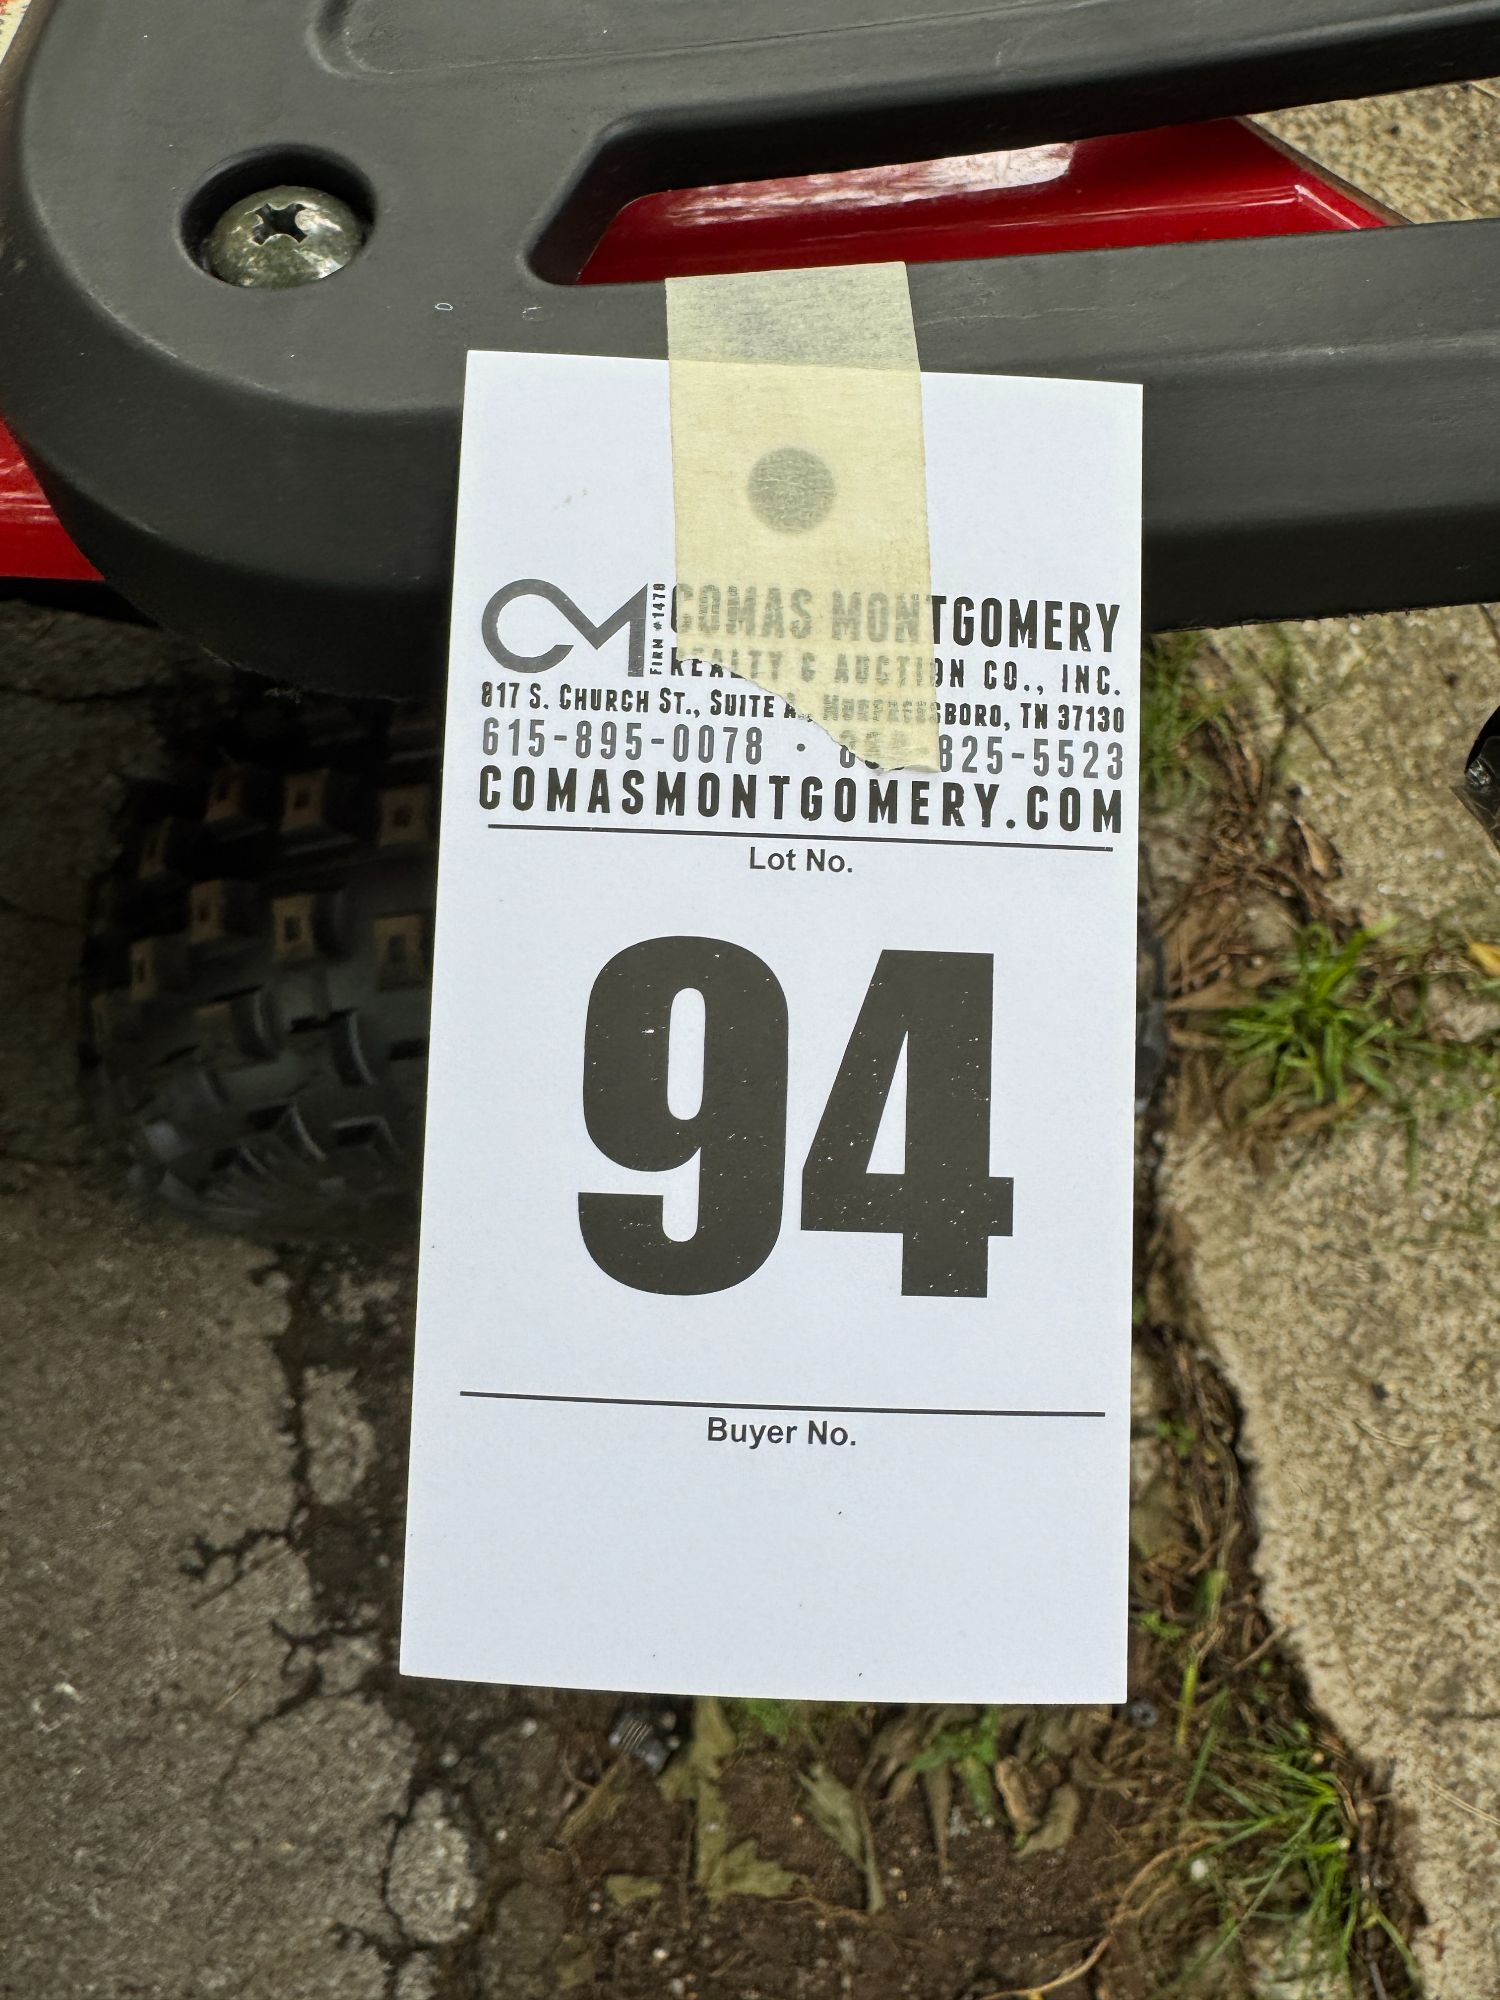 CM FIRM #1478
COMAS MONTGOMERY
REALTY & AUCTION CO., INC.
817 S. CHURCH ST., SUITE A, MURFREESBORO, TN 37130
615-895-0078 • 825-5523
COMASMONTGOMERY.COM
Lot No.
94
Buyer No.